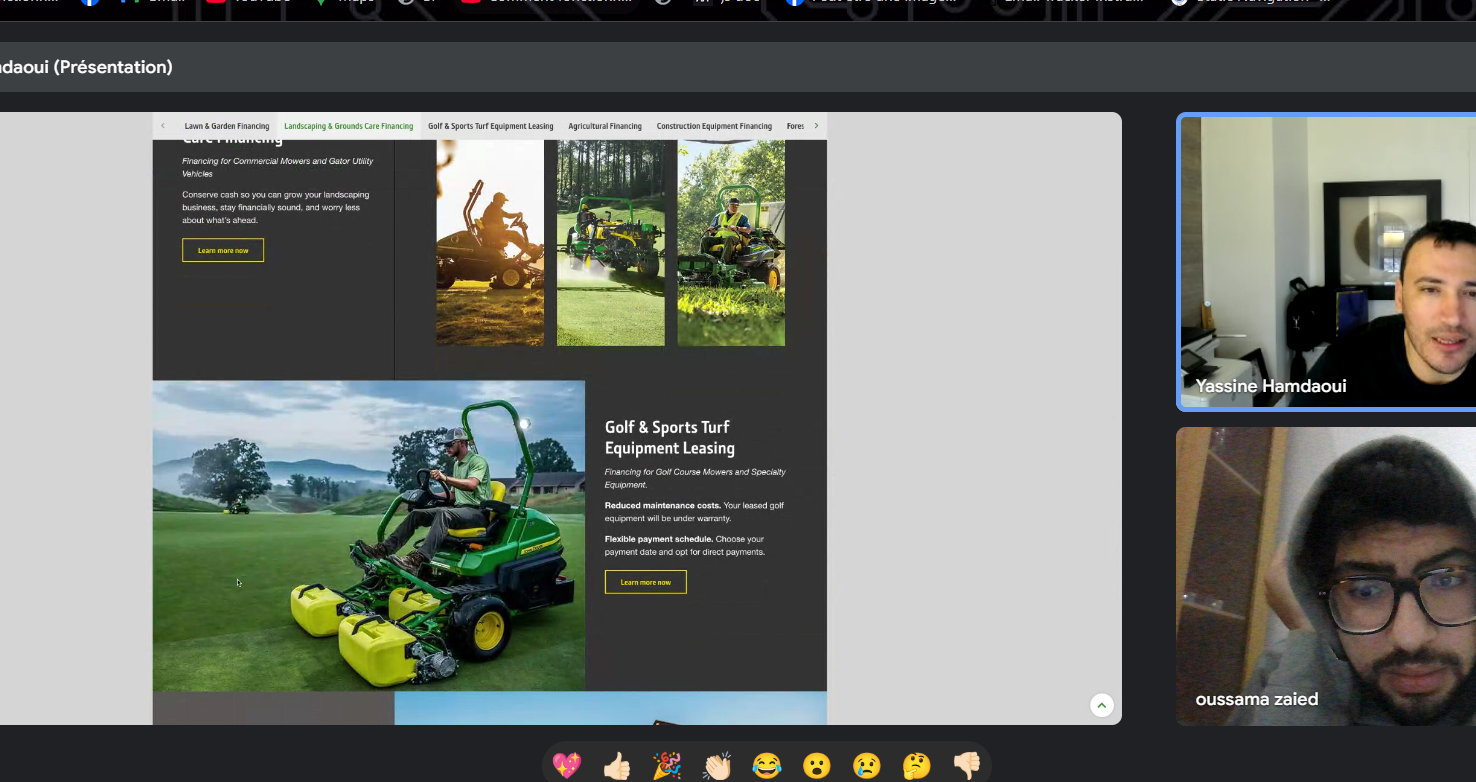 daoui (Présentation)
Lawn & Garden Financing
Landscaping & Grounds Care Financing
Golf & Sports Turf Equipment Leasing
Agricultural Financing
Construction Equipment Financing
Fores
Care Financing
Financing for Commercial Mowers and Gator Utility
Vehicles
Conserve cash so you can grow your landscaping
business, stay financially sound, and worry less
about what's ahead.
Learn more now
Golf & Sports Turf
Equipment Leasing
Financing for Golf Course Mowers and Specialty
Equipment.
Reduced maintenance costs. Your leased golf
equipment will be under warranty.
Flexible payment schedule. Choose your
payment date and opt for direct payments.
Learn more now
Yassine Hamdaoui
oussama zaied